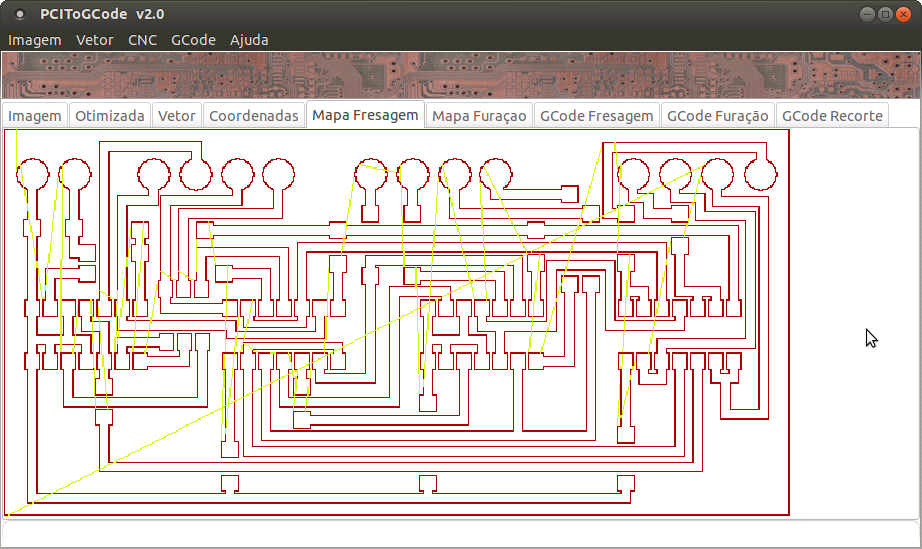 PCIToGCode v2.0
Imagem Vetor CNC GCode Ajuda
Imagem Otimizada Vetor Coordenadas Mapa Fresagem Mapa Furaçao GCode Fresagem GCode Furação GCode Recorte